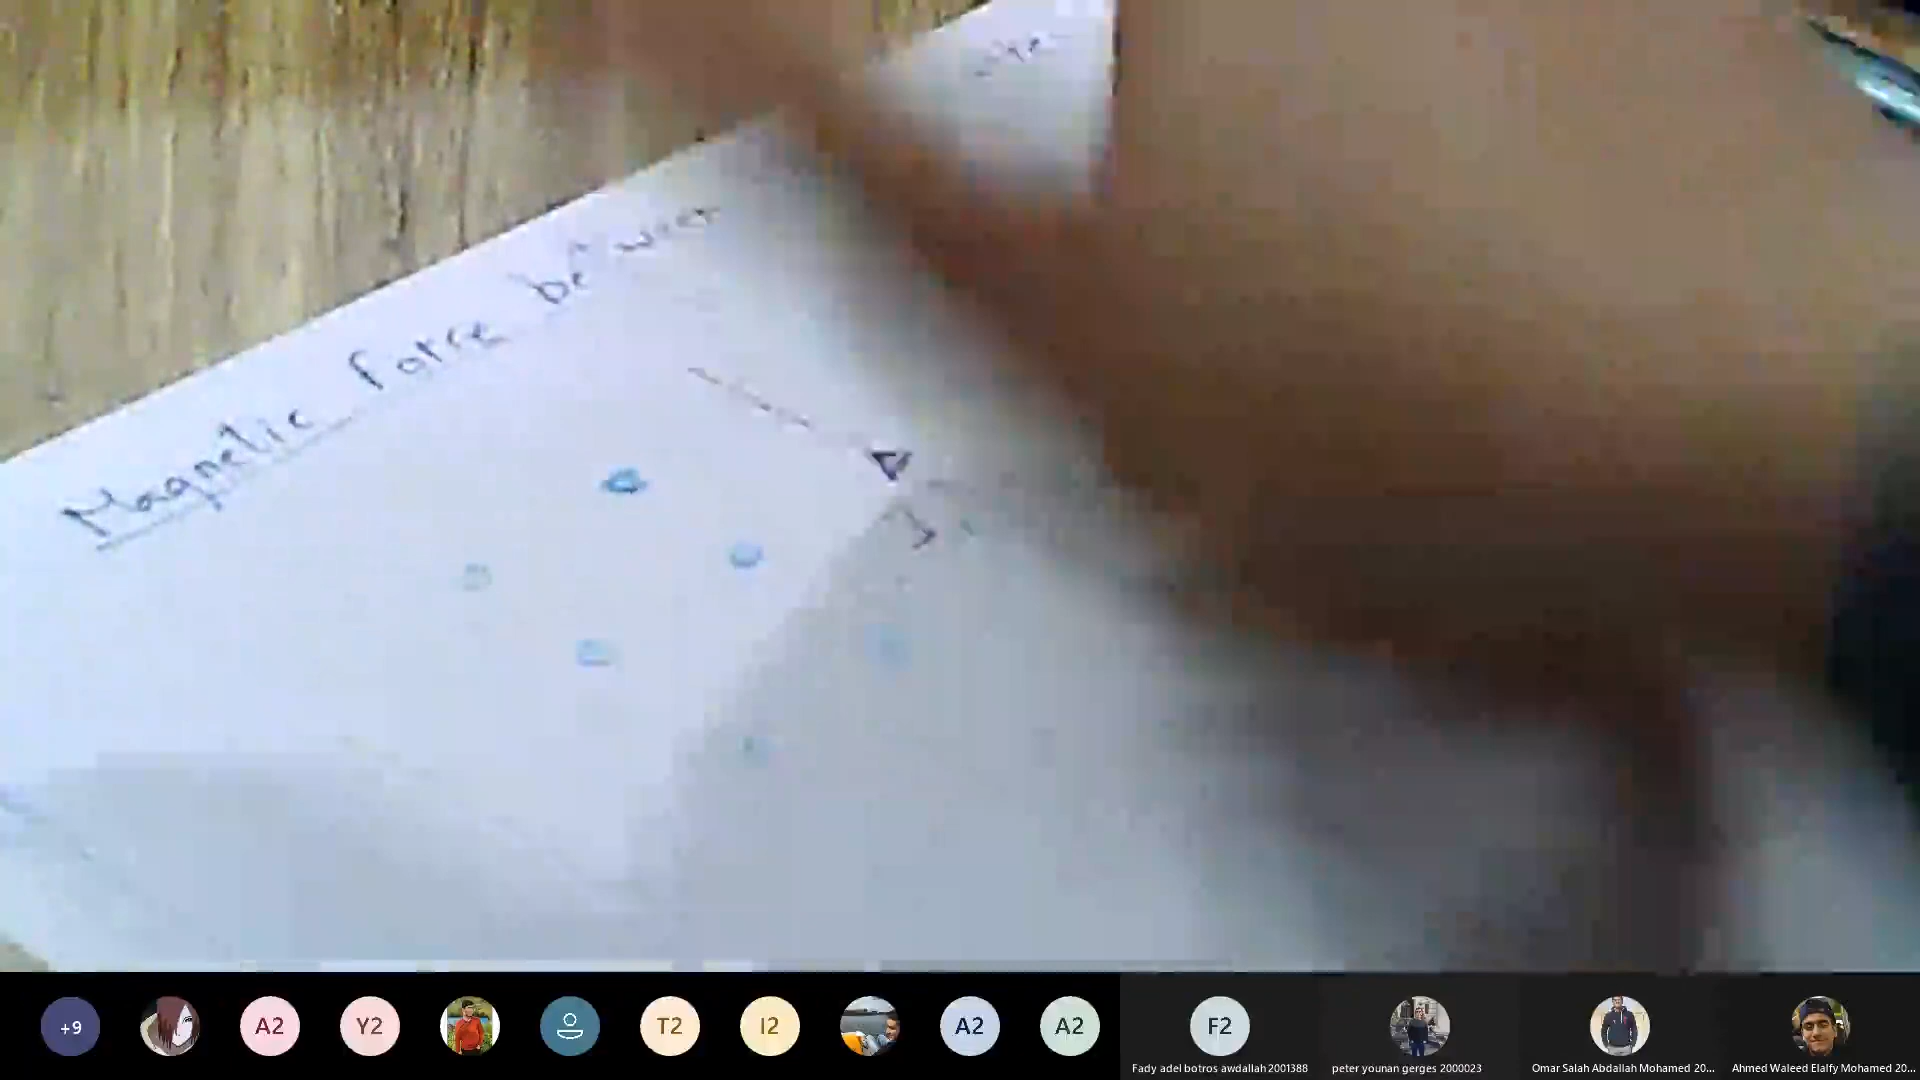 Magnetic Force between
+9
A2
Y2
T2
I2
A2
A2
F2
Fady adel botros awdallah 2001388
peter younan gerges 2000023
Omar Salah Abdallah Mohamed 20...
Ahmed Waleed Elalfy Mohamed 20...